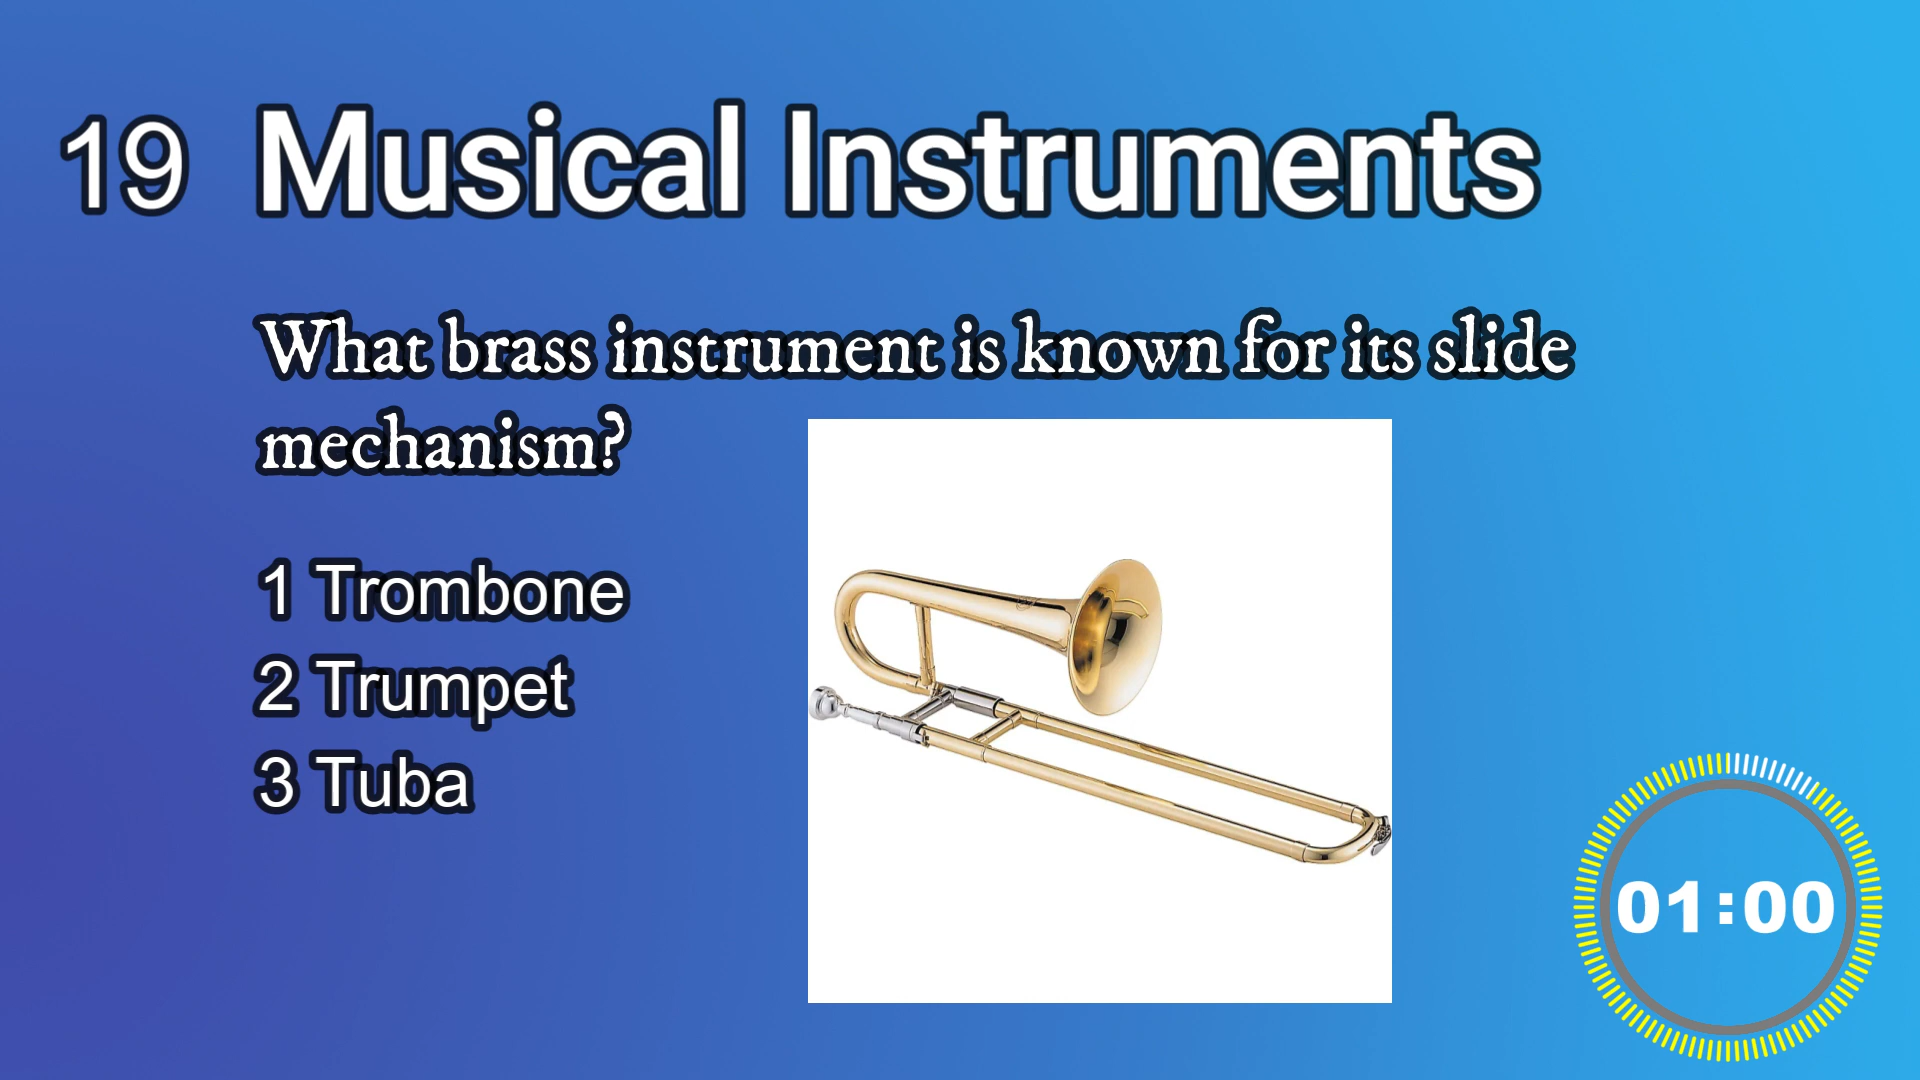 19 Musical Instruments
What brass instrument is known for its slide
mechanism?
1 Trombone
2 Trumpet
3 Tuba
01:00